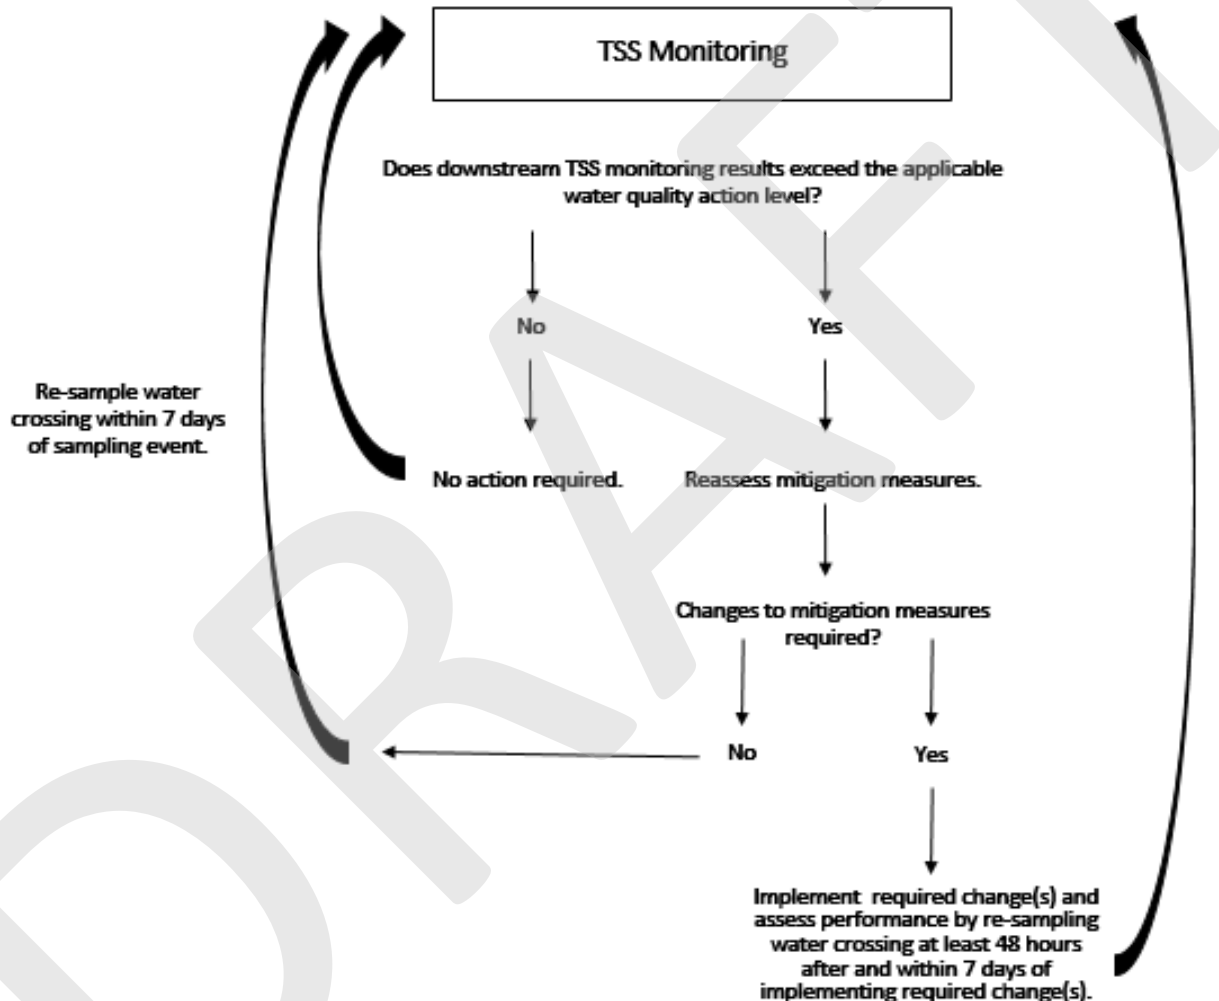 TSS Monitoring
Does downstream TSS monitoring results exceed the applicable
water quality action level?
No
Yes
Re-sample water
crossing within 7 days
of sampling event.
No action required.
Reassess mitigation measures.
Changes to mitigation measures
required?
No
Yes
Implement required change(s) and
assess performance by re-sampling
water crossing at least 48 hours
after and within 7 days of
implementing required change(s).
DRAFT